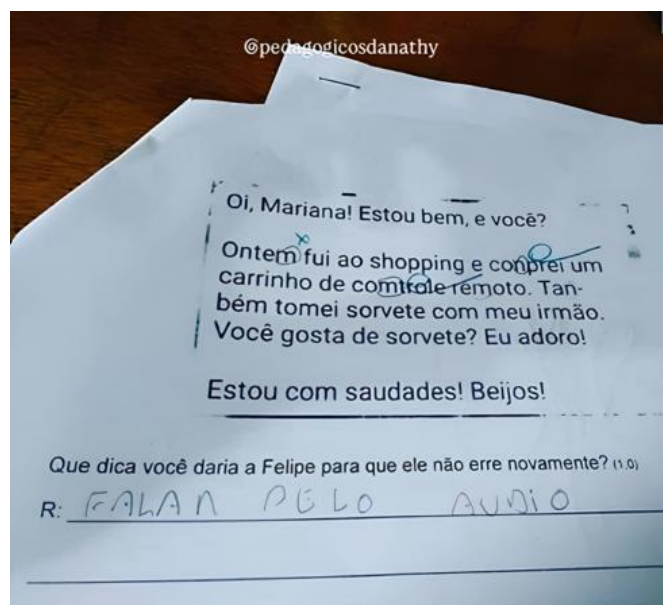 @pedagogicosdanathy
Oi, Mariana! Estou bem, e você?
Ontem fui ao shopping e conprei um
carrinho de comtrole remoto. Tan-
bém tomei sorvete com meu irmão.
Você gosta de sorvete? Eu adoro!
Estou com saudades! Beijos!
Que dica você daria a Felipe para que ele não erre novamente? (1,0)
R: FALAR PELO AUDIO